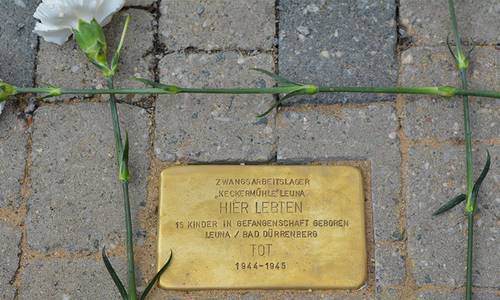 ZWANGSARBEITSLAGER
„KECKERMÜHLE" LEUNA
HIER LEBTEN
15 KINDER IN GEFANGENSCHAFT GEBOREN
LEUNA / BAD DÜRRENBERG
TOT
1944-1945